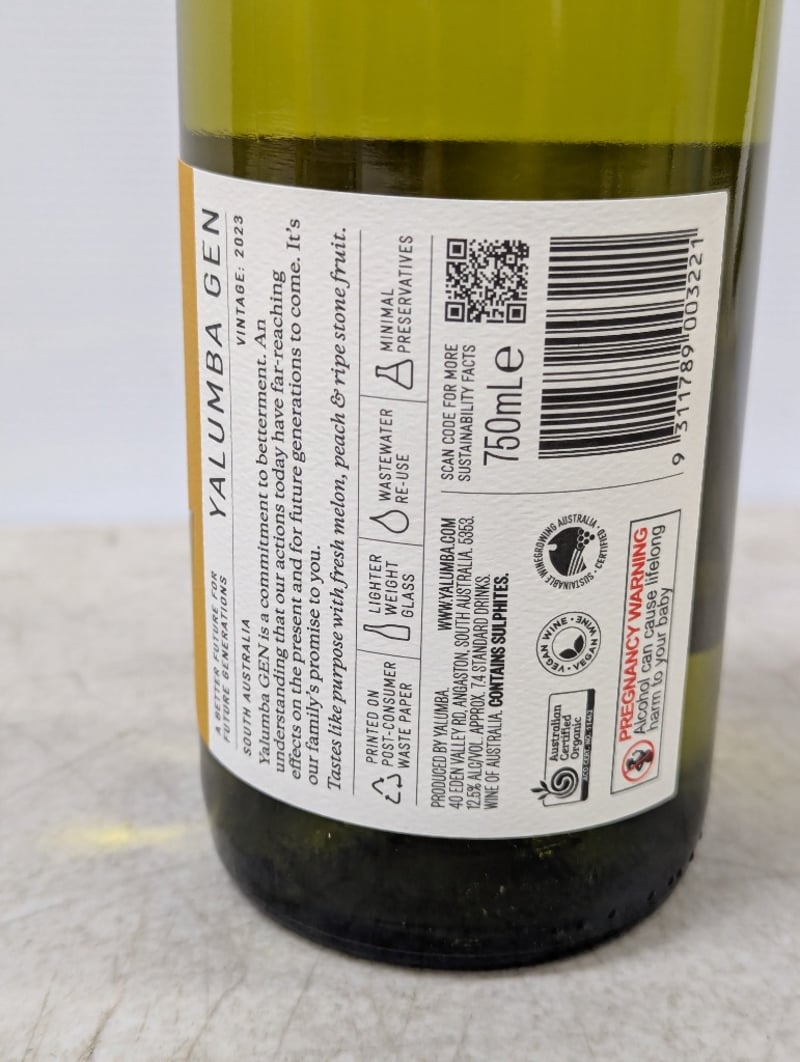 A BETTER FUTURE FOR
FUTURE GENERATIONS
YALUMBA GEN
SOUTH AUSTRALIA
VINTAGE: 2023
Yalumba GEN is a commitment to betterment. An
understanding that our actions today have far-reaching
effects on the present and for future generations to come. It's
our family's promise to you.
Tastes like purpose with fresh melon, peach & ripe stone fruit.
PRINTED ON
POST-CONSUMER
WASTE PAPER
LIGHTER
WEIGHT
GLASS
WASTEWATER
RE-USE
MINIMAL
PRESERVATIVES
PRODUCED BY YALUMBA.
WWW.YALUMBA.COM
40 EDEN VALLEY RD, ANGASTON, SOUTH AUSTRALIA. 5353.
12.5% ALC/VOL. APPROX. 7.4 STANDARD DRINKS.
WINE OF AUSTRALIA. CONTAINS SULPHITES.
SCAN CODE FOR MORE
SUSTAINABILITY FACTS
750mL e
Australian
Certified
Organic
VEGAN WINE • VEGAN WINE •
SUSTAINABLE WINEGROWING AUSTRALIA • CERTIFIED •
PREGNANCY WARNING
Alcohol can cause lifelong
harm to your baby
9 311789 003221